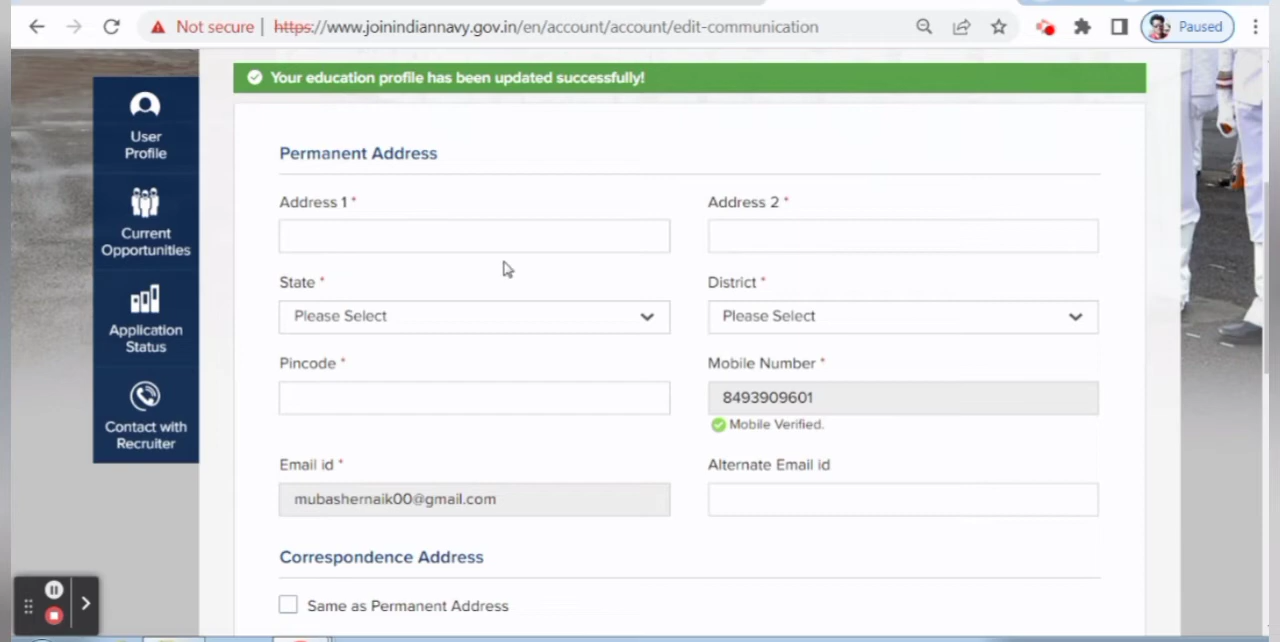 Not secure | https://www.joinindiannavy.gov.in/en/account/account/edit-communication
Paused
Your education profile has been updated successfully!
User
Profile
Current
Opportunities
Application
Status
Contact with
Recruiter
Permanent Address
Address 1 *
Address 2 *
State *
District *
Please Select
Please Select
Pincode *
Mobile Number *
8493909601
Mobile Verified.
Email id *
Alternate Email id
mubashernaik00@gmail.com
Correspondence Address
Same as Permanent Address